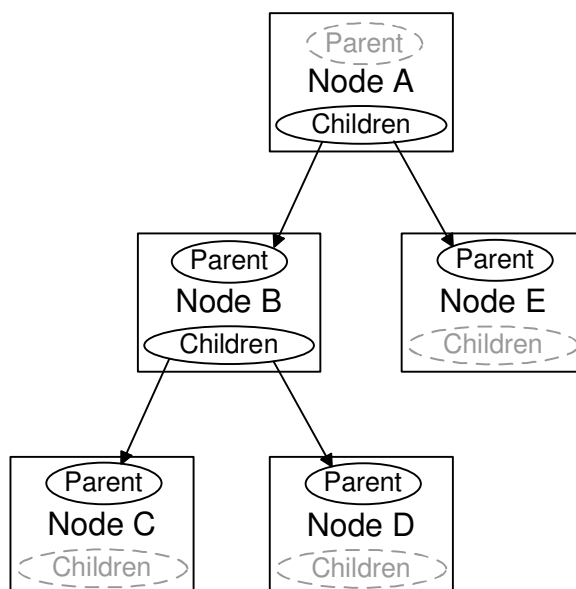 Parent
Node A
Children
Parent
Node B
Children
Parent
Node E
Children
Parent
Node C
Children
Parent
Node D
Children